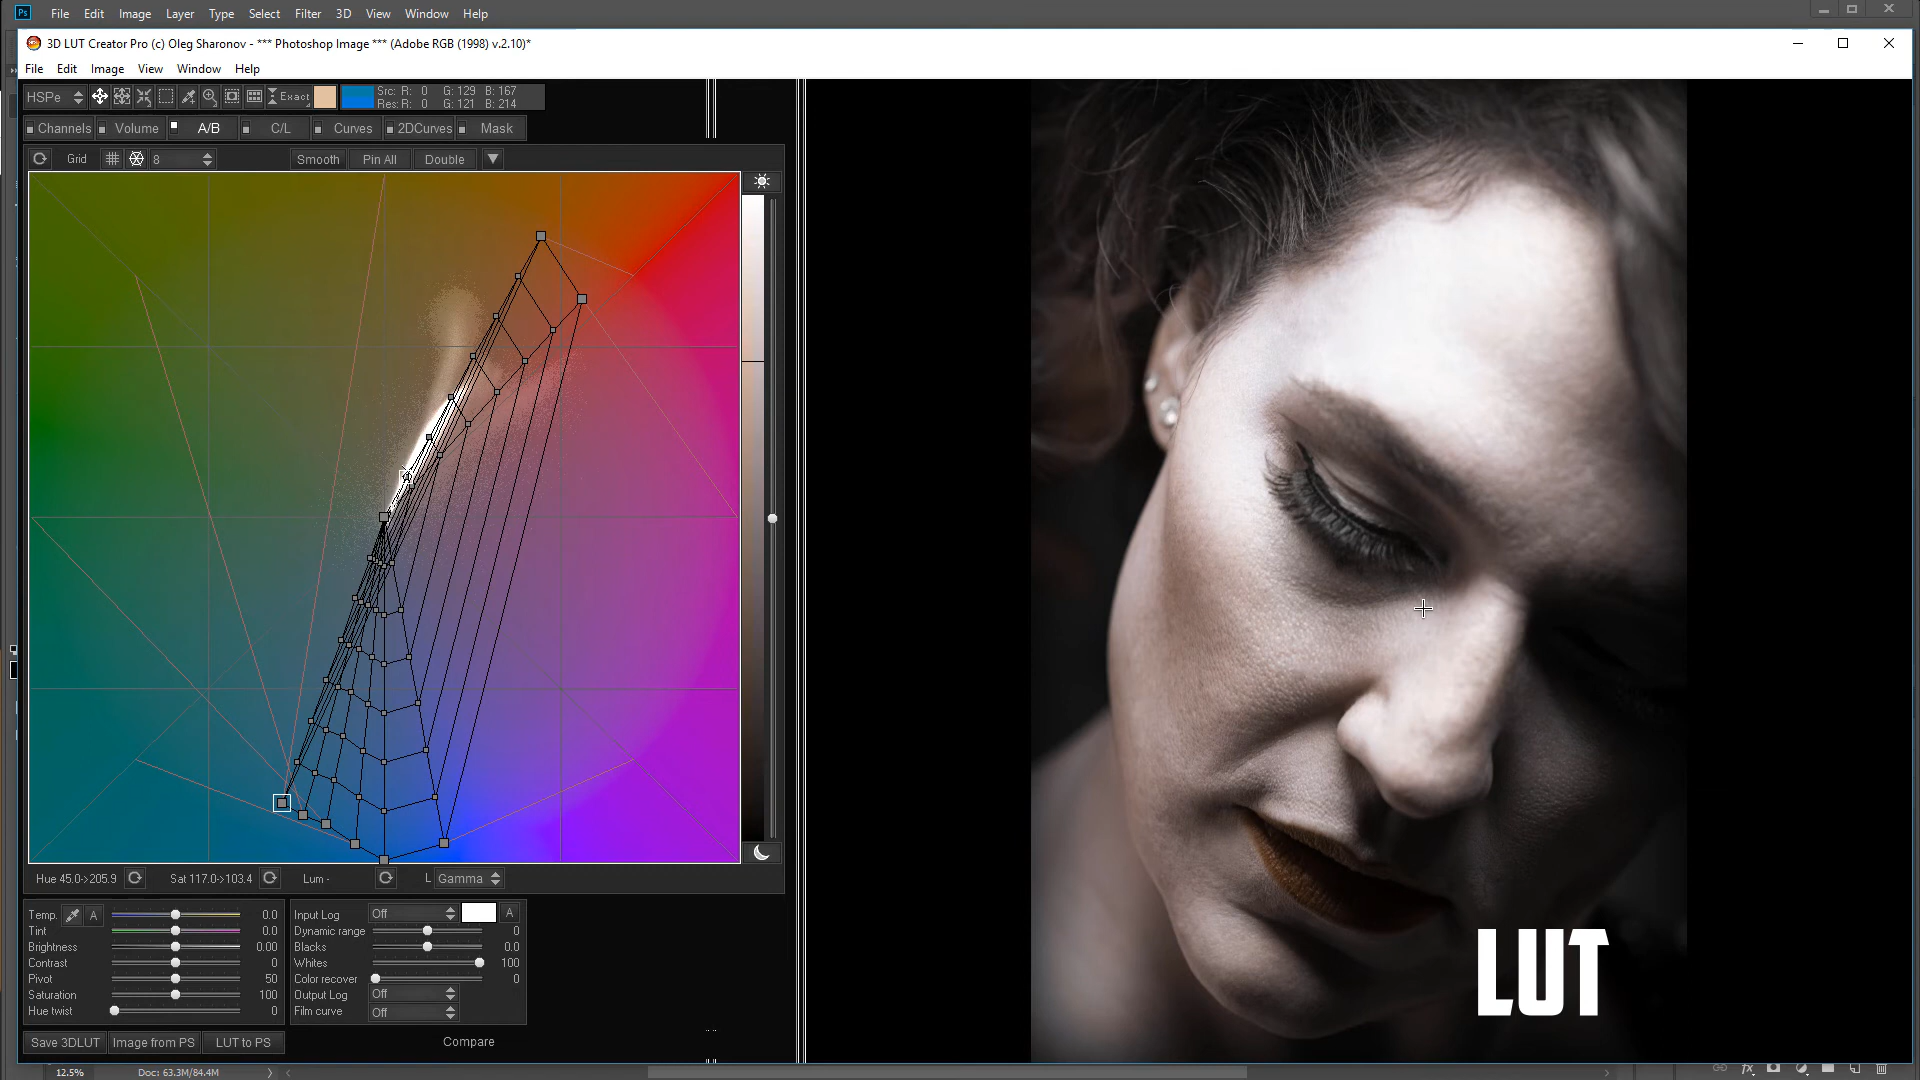 Ps File Edit Image Layer Type Select Filter 3D View Window Help
3D LUT Creator Pro (c) Oleg Sharonov - *** Photoshop Image *** (Adobe RGB (1998) v.2.10)*
File Edit Image View Window Help
HSPe Exact Src: R: 0 G: 129 B: 167
Res: R: 0 G: 121 B: 214
Channels Volume A/B C/L Curves 2DCurves Mask
Grid 8 Smooth Pin All Double
Hue 45.0->205.9 Sat 117.0->103.4 Lum - L Gamma
Temp. A 0.0
Tint 0.0
Brightness 0.00
Contrast 0
Pivot 50
Saturation 100
Hue twist 0
Input Log Off A
Dynamic range 0
Blacks 0.0
Whites 100
Color recover 0
Output Log Off
Film curve Off
Save 3DLUT Image from PS LUT to PS Compare
LUT
12.5% Doc: 63.3M/84.4M
fx